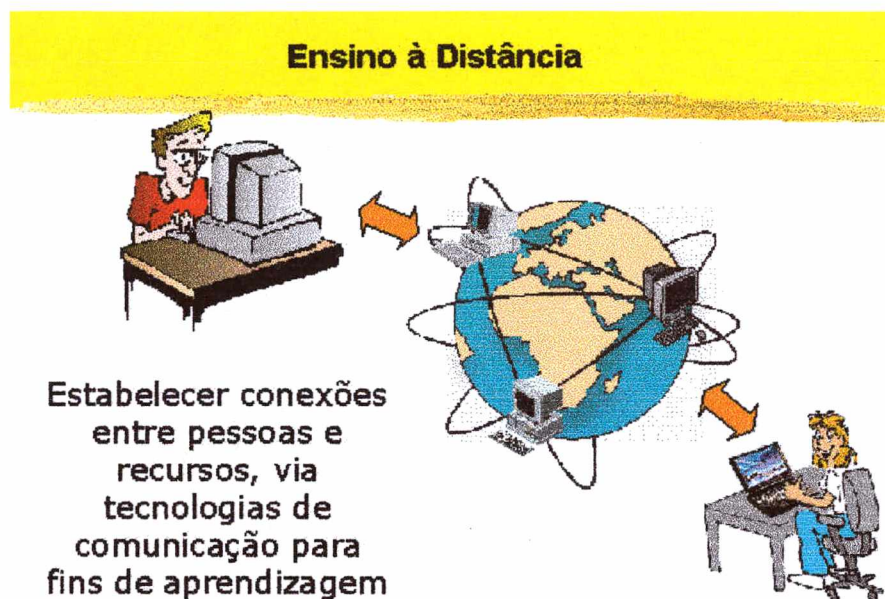 Ensino à Distância
Estabelecer conexões
entre pessoas e
recursos, via
tecnologias de
comunicação para
fins de aprendizagem